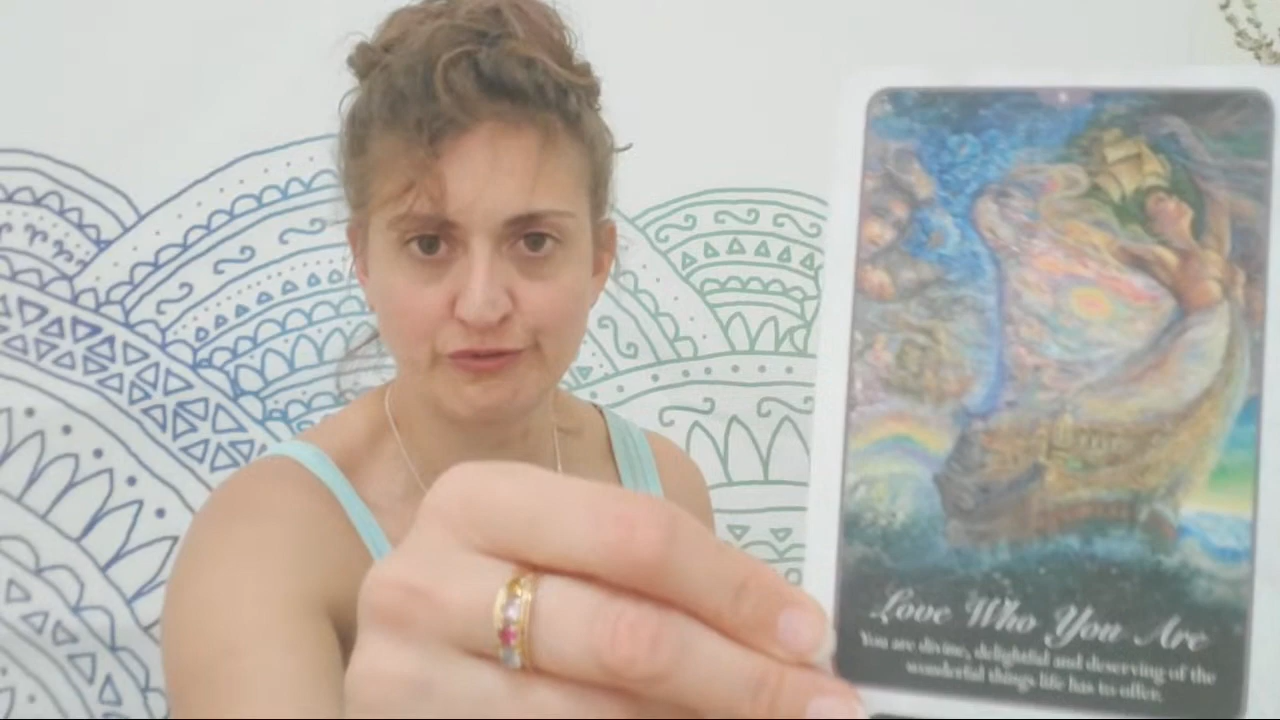 Love Who You Are
You are divine, delightful and deserving of the
wonderful things life has to offer.